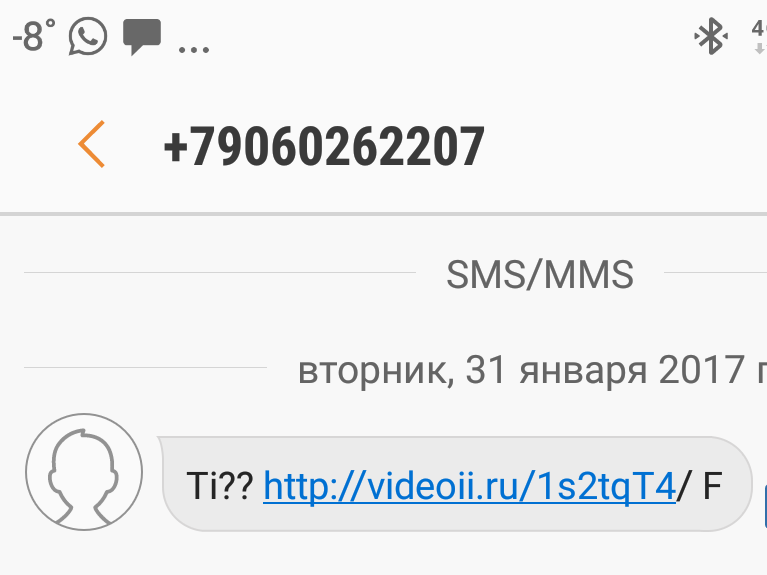 -8° ...
+79060262207
SMS/MMS
вторник, 31 января 2017
Ti?? http://videoii.ru/1s2tqT4/ F